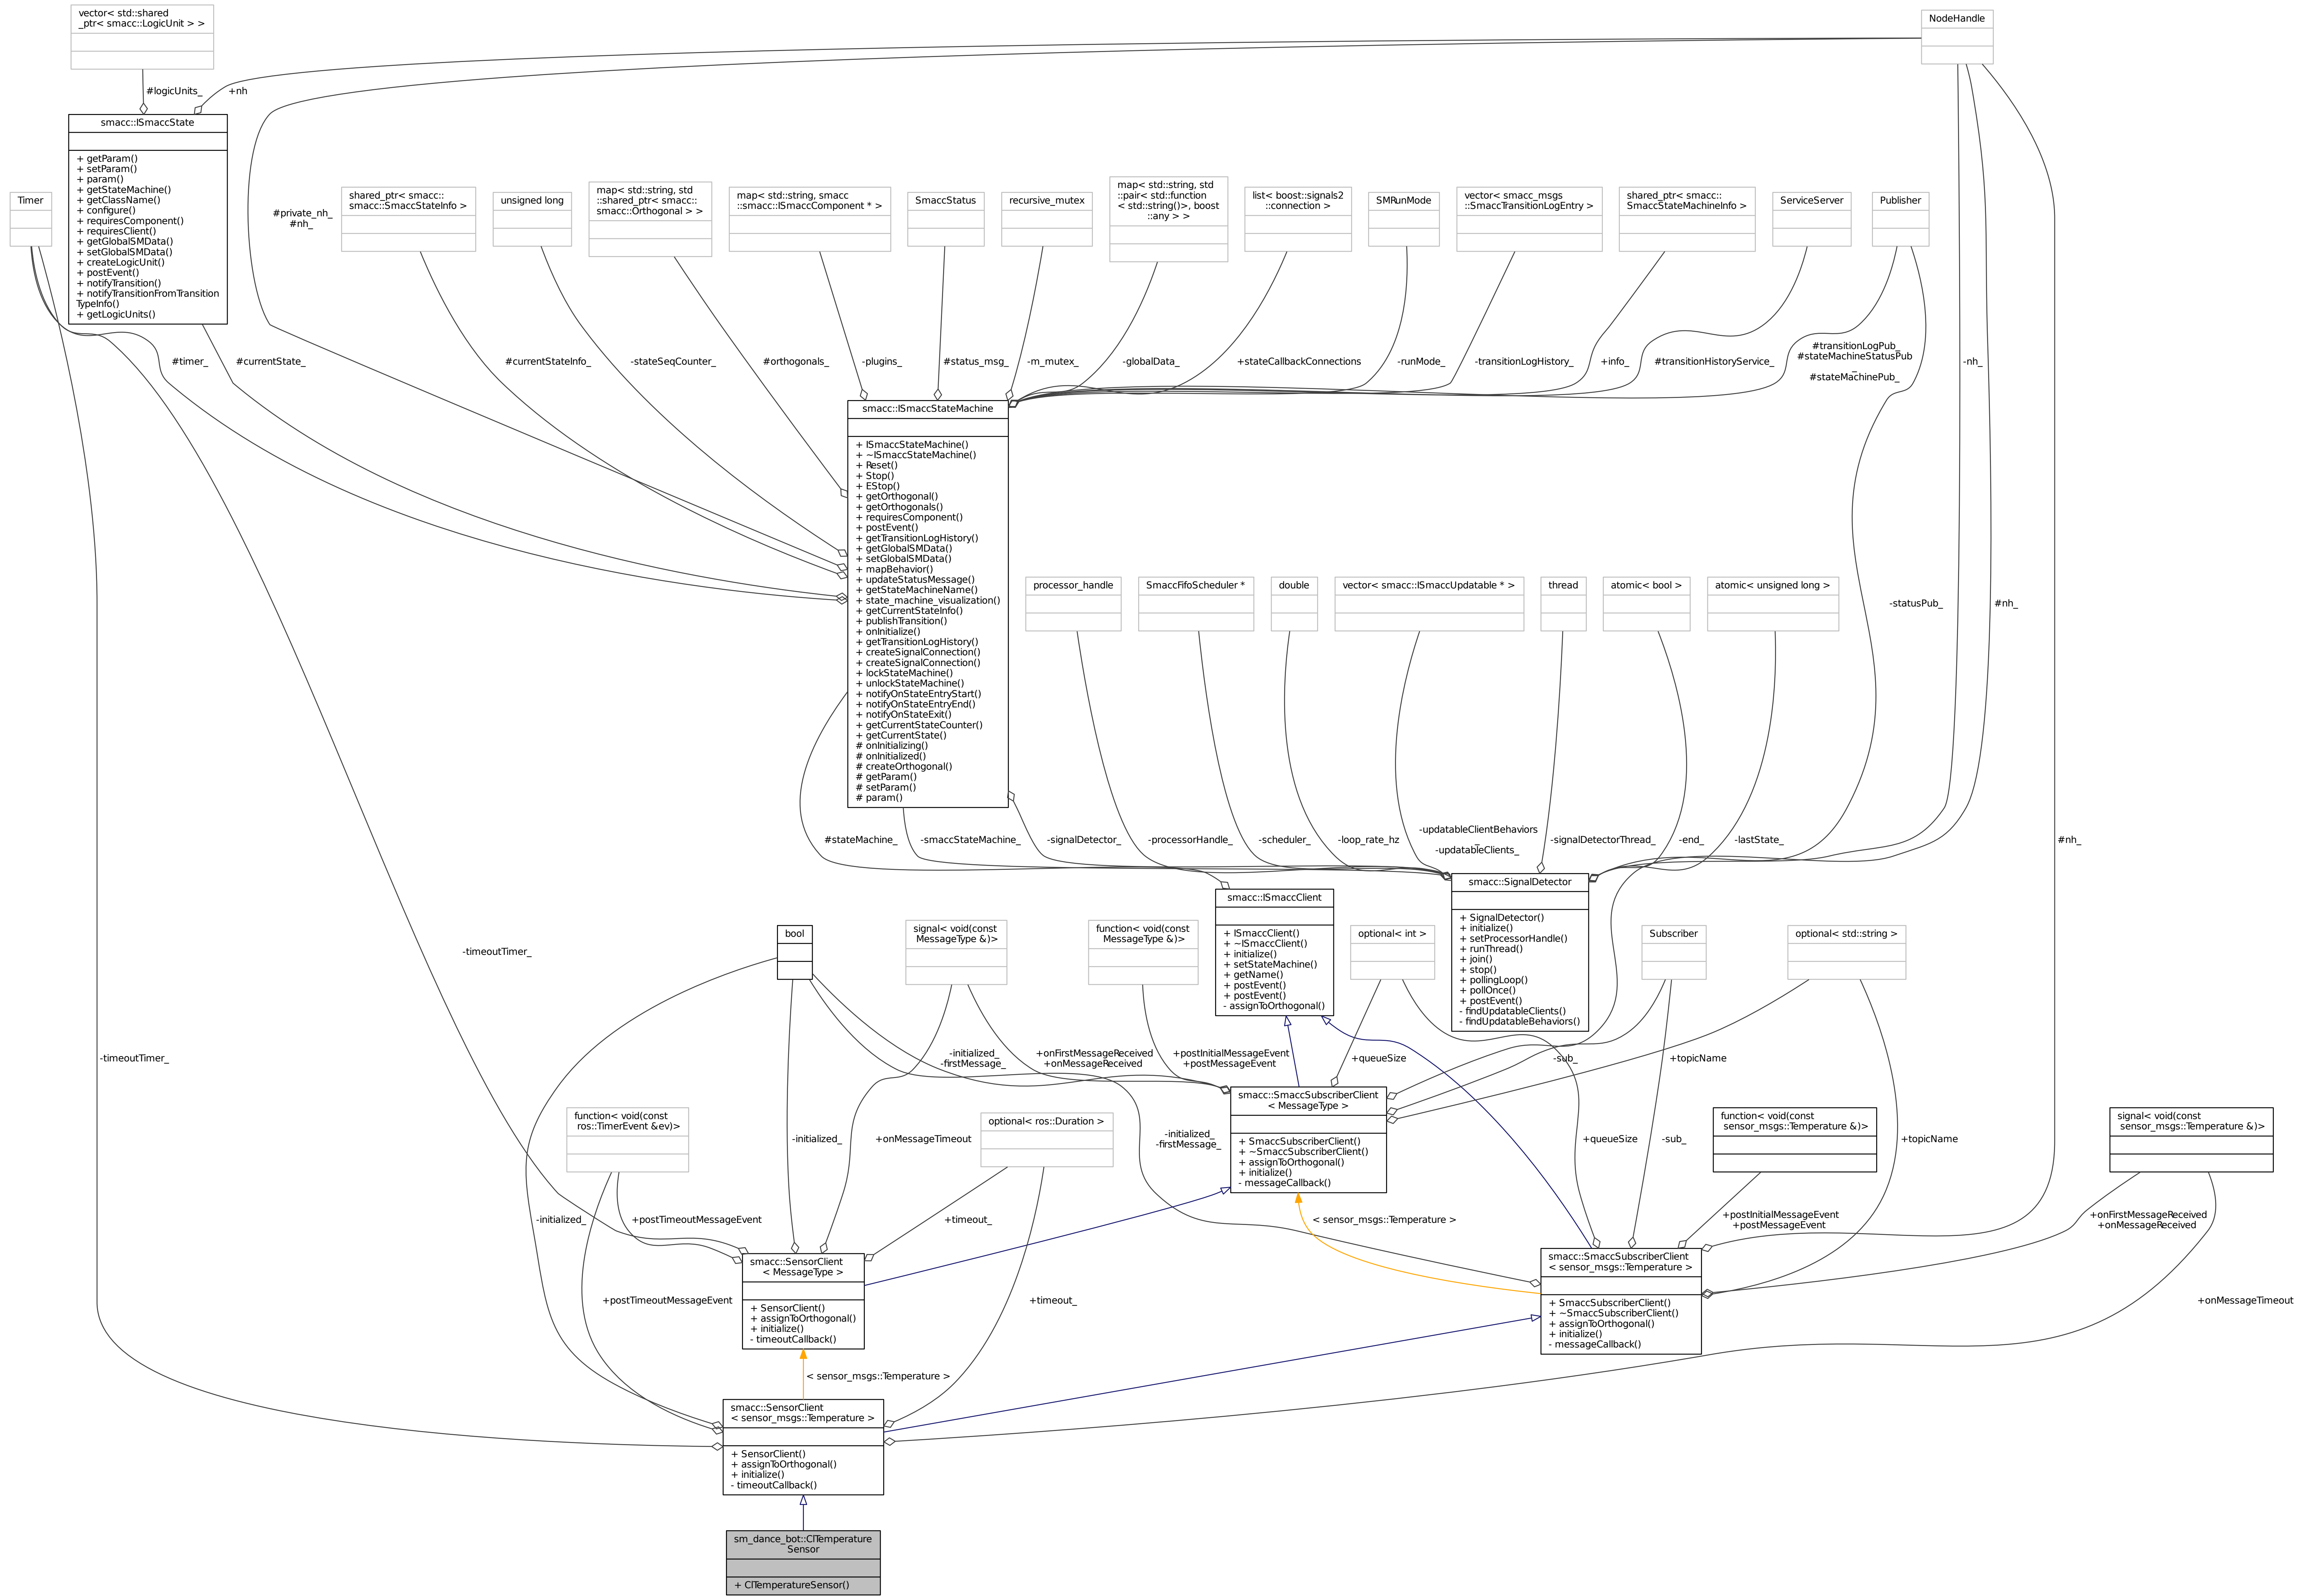 vector< std::shared
_ptr< smacc::LogicUnit > >
NodeHandle
#logicUnits_
+nh
smacc::ISmaccState
+ getParam()
+ setParam()
+ param()
+ getStateMachine()
+ getClassName()
+ configure()
+ requiresComponent()
+ requiresClient()
+ getGlobalSMData()
+ setGlobalSMData()
+ createLogicUnit()
+ postEvent()
+ notifyTransition()
+ notifyTransitionFromTransition
TypeInfo()
+ getLogicUnits()
Timer
#private_nh_
#nh_
shared_ptr< smacc::
smacc::SmaccStateInfo >
unsigned long
map< std::string, std
::shared_ptr< smacc::
smacc::Orthogonal > >
map< std::string, smacc
::smacc::ISmaccComponent * >
SmaccStatus
recursive_mutex
map< std::string, std
::pair< std::function
< std::string()>, boost
::any > >
list< boost::signals2
::connection >
SMRunMode
vector< smacc_msgs
::SmaccTransitionLogEntry >
shared_ptr< smacc::
SmaccStateMachineInfo >
ServiceServer
Publisher
#timer_
#currentState_
#currentStateInfo_
-stateSeqCounter_
#orthogonals_
-plugins_
#status_msg_
-m_mutex_
-globalData_
+stateCallbackConnections
-runMode_
-transitionLogHistory_
+info_
#transitionHistoryService_
#transitionLogPub_
#stateMachineStatusPub
_
#stateMachinePub_
-nh_
smacc::ISmaccStateMachine
+ ISmaccStateMachine()
+ ~ISmaccStateMachine()
+ Reset()
+ Stop()
+ EStop()
+ getOrthogonal()
+ getOrthogonals()
+ requiresComponent()
+ postEvent()
+ getTransitionLogHistory()
+ getGlobalSMData()
+ setGlobalSMData()
+ mapBehavior()
+ updateStatusMessage()
+ getStateMachineName()
+ state_machine_visualization()
+ getCurrentStateInfo()
+ publishTransition()
+ onInitialize()
+ getTransitionLogHistory()
+ createSignalConnection()
+ createSignalConnection()
+ lockStateMachine()
+ unlockStateMachine()
+ notifyOnStateEntryStart()
+ notifyOnStateEntryEnd()
+ notifyOnStateExit()
+ getCurrentStateCounter()
+ getCurrentState()
# onInitializing()
# onInitialized()
# createOrthogonal()
# getParam()
# setParam()
# param()
processor_handle
SmaccFifoScheduler *
double
vector< smacc::ISmaccUpdatable * >
thread
atomic< bool >
atomic< unsigned long >
-statusPub_
#nh_
#stateMachine_
-smaccStateMachine_
-signalDetector_
-processorHandle_
-scheduler_
-loop_rate_hz
-updatableClientBehaviors
_
-updatableClients_
-signalDetectorThread_
-end_
-lastState_
#nh_
smacc::SignalDetector
+ SignalDetector()
+ initialize()
+ setProcessorHandle()
+ runThread()
+ join()
+ stop()
+ pollingLoop()
+ pollOnce()
+ postEvent()
- findUpdatableClients()
- findUpdatableBehaviors()
smacc::ISmaccClient
+ ISmaccClient()
+ ~ISmaccClient()
+ initialize()
+ setStateMachine()
+ getName()
+ postEvent()
+ postEvent()
- assignToOrthogonal()
-timeoutTimer_
bool
signal< void(const
MessageType &)>
function< void(const
MessageType &)>
optional< int >
Subscriber
optional< std::string >
-timeoutTimer_
-initialized_
-firstMessage_
+onFirstMessageReceived
+onMessageReceived
+postInitialMessageEvent
+postMessageEvent
+queueSize
-sub_
+topicName
smacc::SmaccSubscriberClient
< MessageType >
+ SmaccSubscriberClient()
+ ~SmaccSubscriberClient()
+ assignToOrthogonal()
+ initialize()
- messageCallback()
function< void(const
ros::TimerEvent &ev)>
-initialized_
+onMessageTimeout
optional< ros::Duration >
-initialized_
-firstMessage_
+queueSize
-sub_
function< void(const
sensor_msgs::Temperature &)>
+topicName
signal< void(const
sensor_msgs::Temperature &)>
-initialized_
+postTimeoutMessageEvent
+timeout_
< sensor_msgs::Temperature >
+postInitialMessageEvent
+postMessageEvent
+onFirstMessageReceived
+onMessageReceived
smacc::SensorClient
< MessageType >
+ SensorClient()
+ assignToOrthogonal()
+ initialize()
- timeoutCallback()
smacc::SmaccSubscriberClient
< sensor_msgs::Temperature >
+ SmaccSubscriberClient()
+ ~SmaccSubscriberClient()
+ assignToOrthogonal()
+ initialize()
- messageCallback()
+postTimeoutMessageEvent
+timeout_
+onMessageTimeout
< sensor_msgs::Temperature >
smacc::SensorClient
< sensor_msgs::Temperature >
+ SensorClient()
+ assignToOrthogonal()
+ initialize()
- timeoutCallback()
sm_dance_bot::ClTemperature
Sensor
+ ClTemperatureSensor()